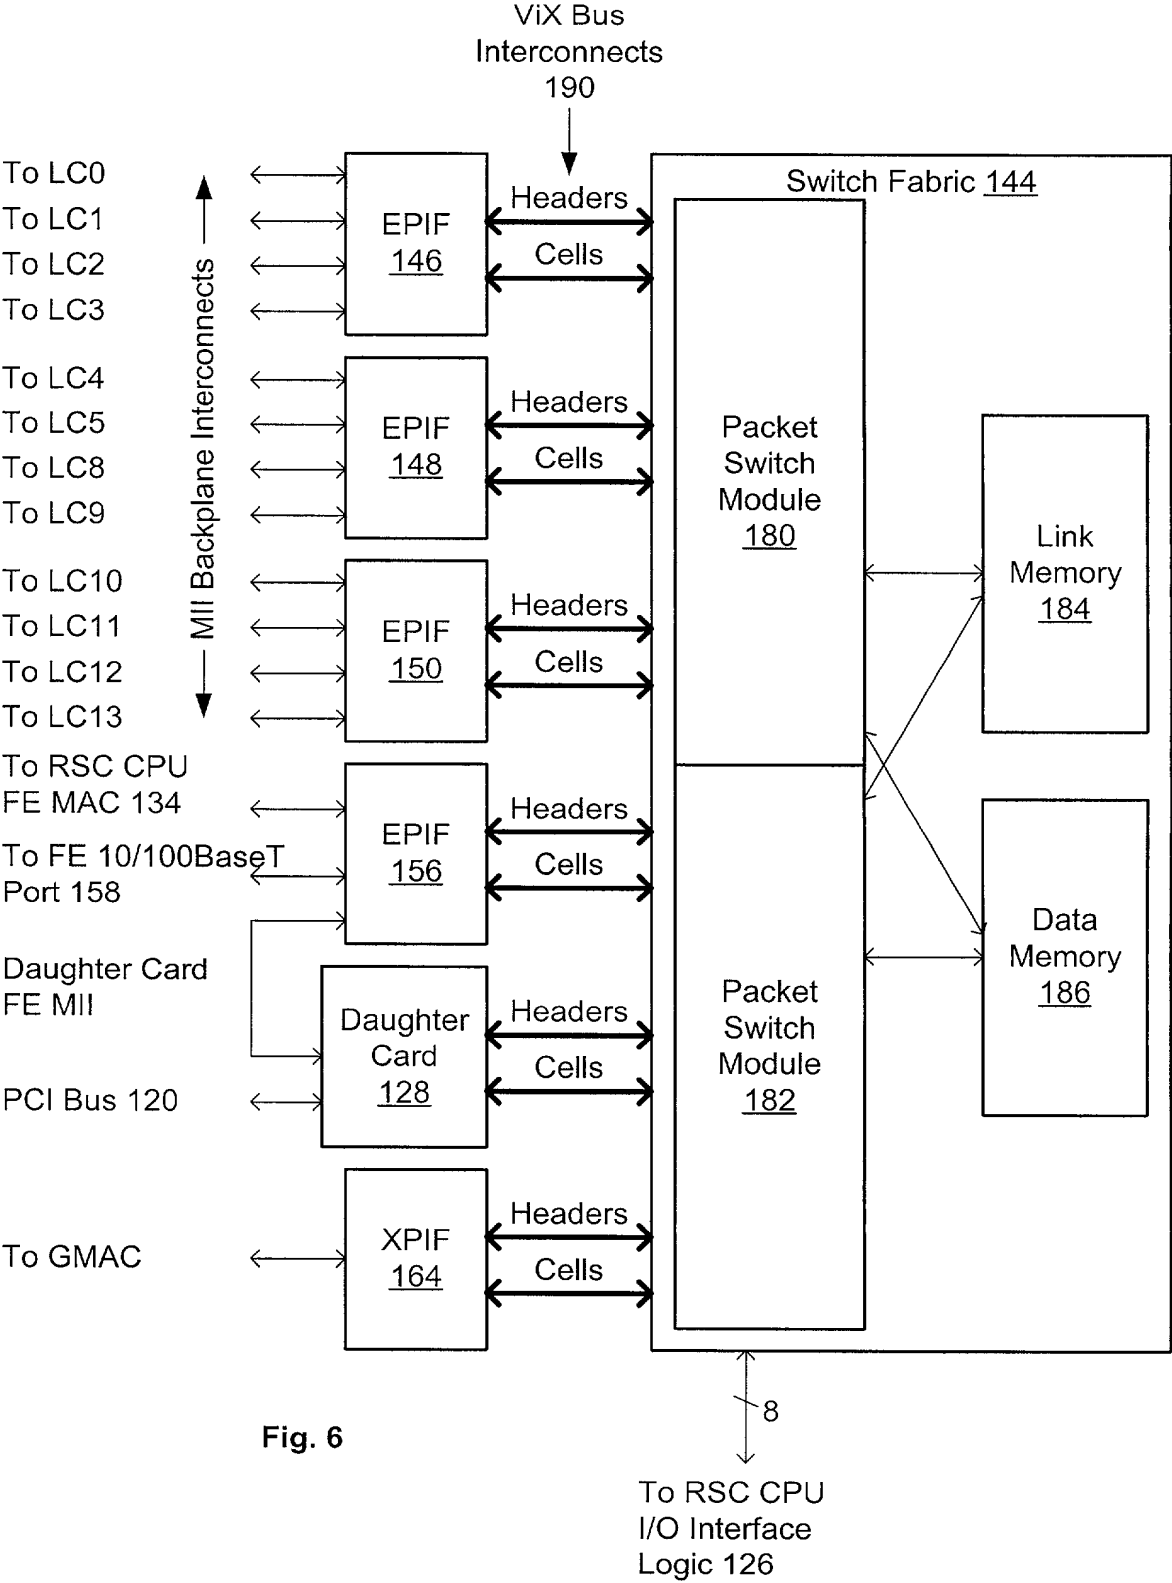 ViX Bus
Interconnects
190
To LC0
To LC1
To LC2
To LC3
To LC4
To LC5
To LC8
To LC9
To LC10
To LC11
To LC12
To LC13
MII Backplane Interconnects
To RSC CPU
FE MAC 134
To FE 10/100BaseT
Port 158
Daughter Card
FE MII
PCI Bus 120
To GMAC
EPIF
146
Headers
Cells
EPIF
148
Headers
Cells
EPIF
150
Headers
Cells
EPIF
156
Headers
Cells
Daughter
Card
128
Headers
Cells
XPIF
164
Headers
Cells
Switch Fabric 144
Packet
Switch
Module
180
Packet
Switch
Module
182
Link
Memory
184
Data
Memory
186
8
To RSC CPU
I/O Interface
Logic 126
Fig. 6